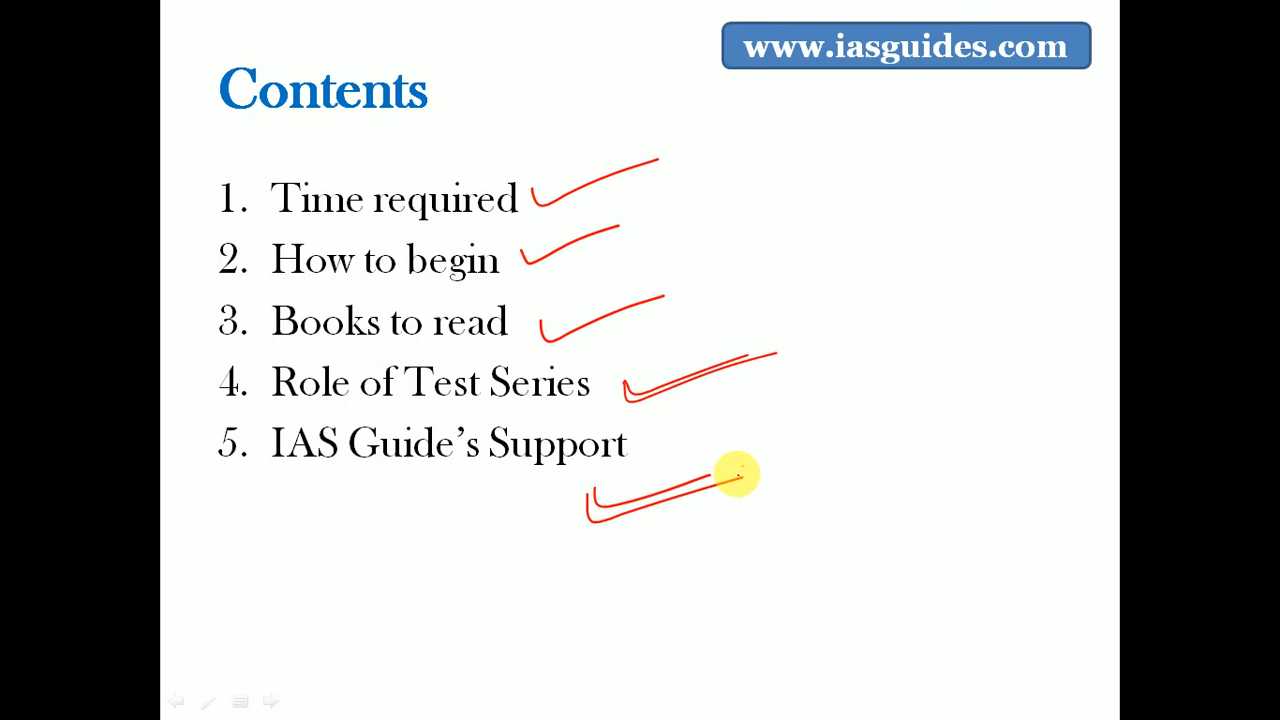 www.iasguides.com
Contents
1. Time required
2. How to begin
3. Books to read
4. Role of Test Series
5. IAS Guide's Support